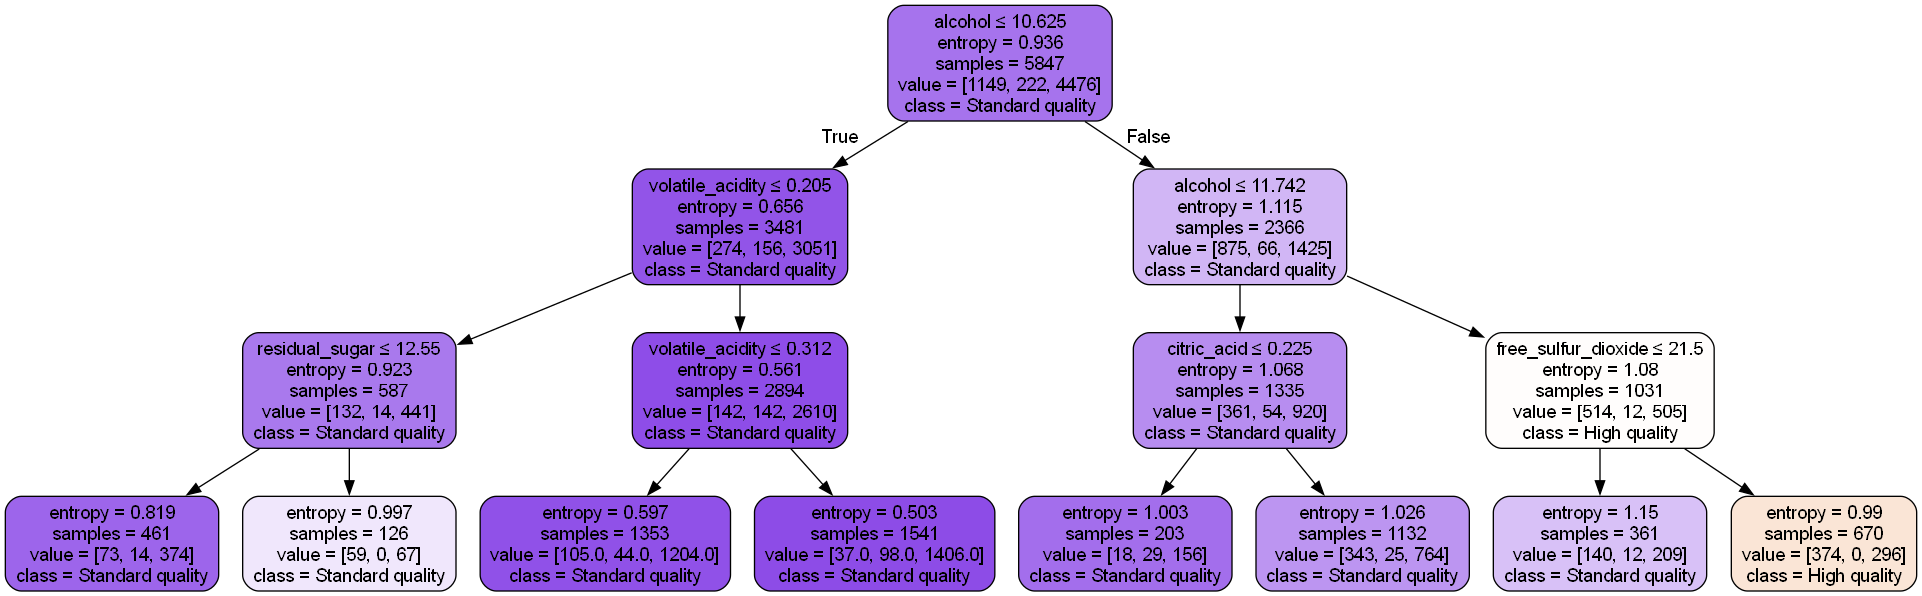 alcohol ≤ 10.625
entropy = 0.936
samples = 5847
value = [1149, 222, 4476]
class = Standard quality
True
False
volatile_acidity ≤ 0.205
entropy = 0.656
samples = 3481
value = [274, 156, 3051]
class = Standard quality
alcohol ≤ 11.742
entropy = 1.115
samples = 2366
value = [875, 66, 1425]
class = Standard quality
residual_sugar ≤ 12.55
entropy = 0.923
samples = 587
value = [132, 14, 441]
class = Standard quality
volatile_acidity ≤ 0.312
entropy = 0.561
samples = 2894
value = [142, 142, 2610]
class = Standard quality
citric_acid ≤ 0.225
entropy = 1.068
samples = 1335
value = [361, 54, 920]
class = Standard quality
free_sulfur_dioxide ≤ 21.5
entropy = 1.08
samples = 1031
value = [514, 12, 505]
class = High quality
entropy = 0.819
samples = 461
value = [73, 14, 374]
class = Standard quality
entropy = 0.997
samples = 126
value = [59, 0, 67]
class = Standard quality
entropy = 0.597
samples = 1353
value = [105.0, 44.0, 1204.0]
class = Standard quality
entropy = 0.503
samples = 1541
value = [37.0, 98.0, 1406.0]
class = Standard quality
entropy = 1.003
samples = 203
value = [18, 29, 156]
class = Standard quality
entropy = 1.026
samples = 1132
value = [343, 25, 764]
class = Standard quality
entropy = 1.15
samples = 361
value = [140, 12, 209]
class = Standard quality
entropy = 0.99
samples = 670
value = [374, 0, 296]
class = High quality